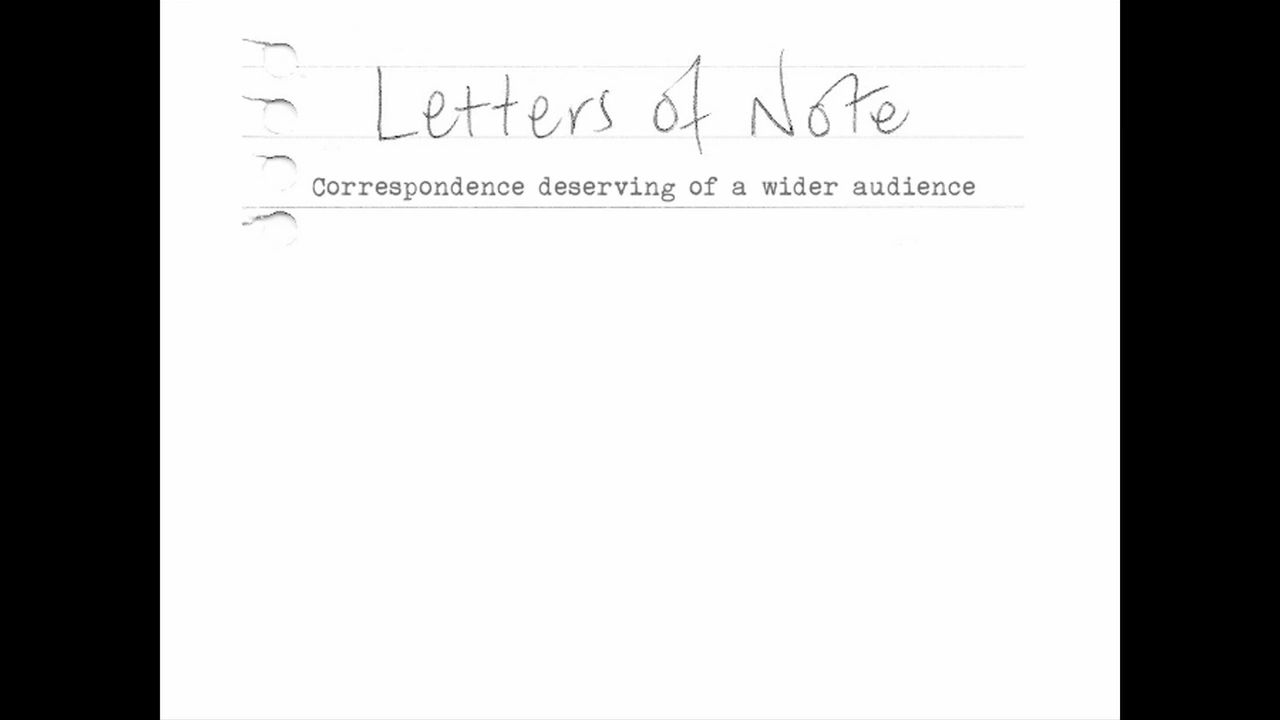 Letters of Note
Correspondence deserving of a wider audience